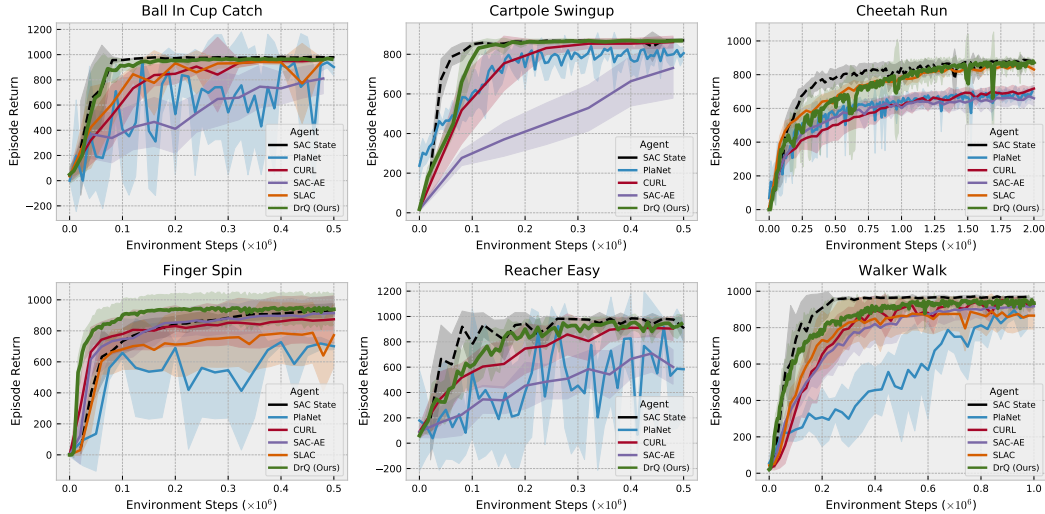 Ball In Cup Catch
Episode Return
1200
1000
800
600
400
200
0
−200
0.0 0.1 0.2 0.3 0.4 0.5
Environment Steps (×10⁶)
Agent
SAC State
PlaNet
CURL
SAC-AE
SLAC
DrQ (Ours)
Cartpole Swingup
Episode Return
800
600
400
200
0
0.0 0.1 0.2 0.3 0.4 0.5
Environment Steps (×10⁶)
Agent
SAC State
PlaNet
CURL
SAC-AE
DrQ (Ours)
Cheetah Run
Episode Return
1000
800
600
400
200
0
0.00 0.25 0.50 0.75 1.00 1.25 1.50 1.75 2.00
Environment Steps (×10⁶)
Agent
SAC State
PlaNet
CURL
SAC-AE
SLAC
DrQ (Ours)
Finger Spin
Episode Return
1000
800
600
400
200
0
0.0 0.1 0.2 0.3 0.4 0.5
Environment Steps (×10⁶)
Agent
SAC State
PlaNet
CURL
SAC-AE
SLAC
DrQ (Ours)
Reacher Easy
Episode Return
1200
1000
800
600
400
200
0
−200
0.0 0.1 0.2 0.3 0.4 0.5
Environment Steps (×10⁶)
Agent
SAC State
PlaNet
CURL
SAC-AE
DrQ (Ours)
Walker Walk
Episode Return
1000
800
600
400
200
0
0.0 0.2 0.4 0.6 0.8 1.0
Environment Steps (×10⁶)
Agent
SAC State
PlaNet
CURL
SAC-AE
SLAC
DrQ (Ours)